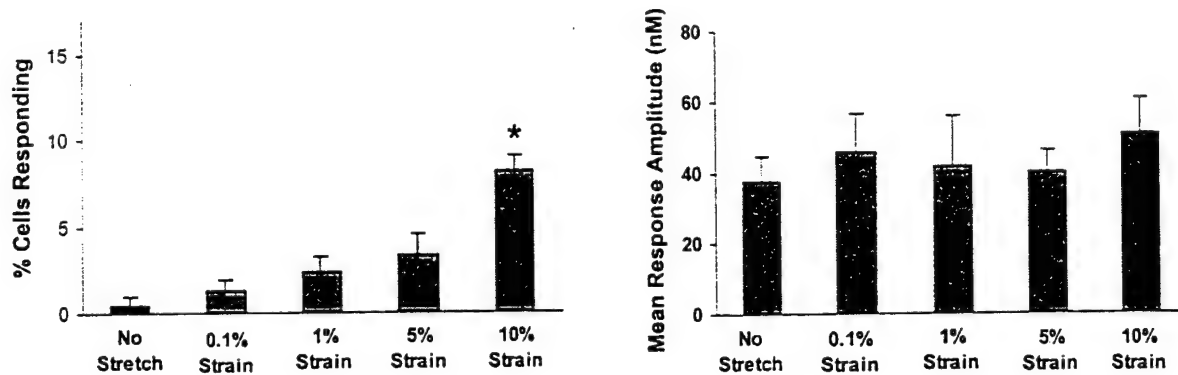 % Cells Responding
15
10
5
0
*
No Stretch
0.1% Strain
1% Strain
5% Strain
10% Strain
Mean Response Amplitude (nM)
80
60
40
20
0
No Stretch
0.1% Strain
1% Strain
5% Strain
10% Strain